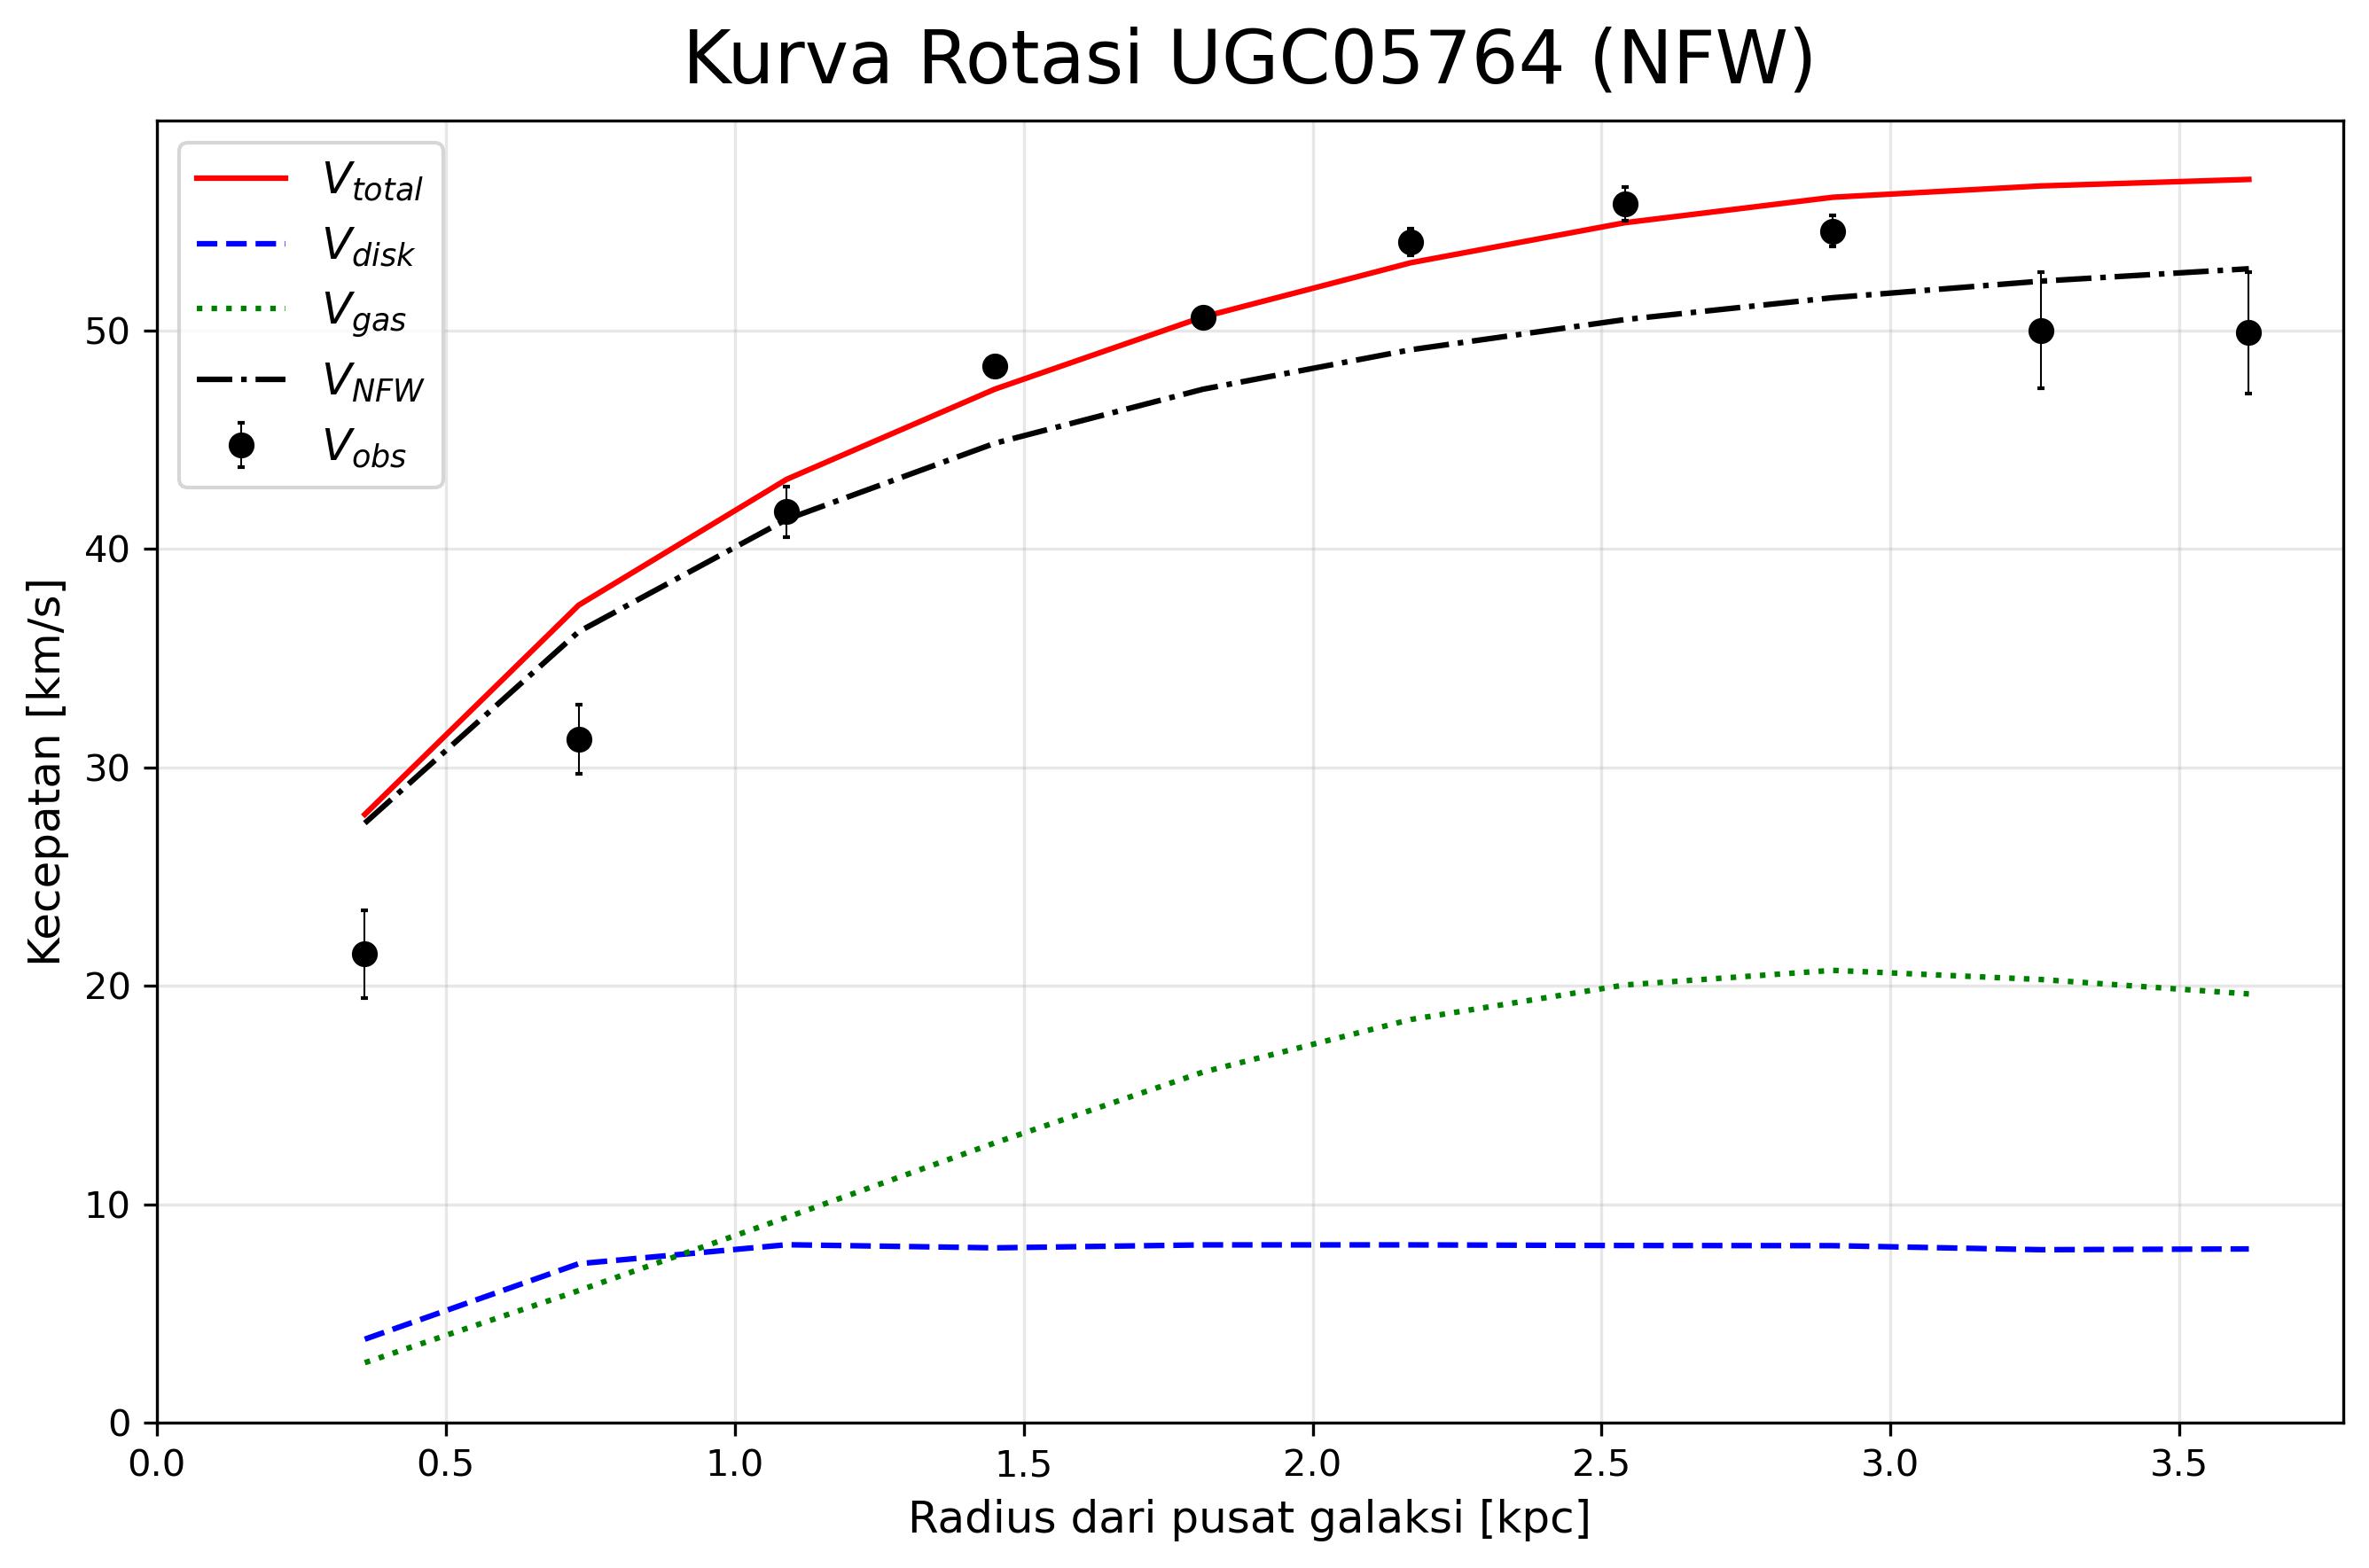 Kurva Rotasi UGC05764 (NFW)
V_total
V_disk
V_gas
V_NFW
V_obs
Kecepatan [km/s]
50
40
30
20
10
0
0.0 0.5 1.0 1.5 2.0 2.5 3.0 3.5
Radius dari pusat galaksi [kpc]